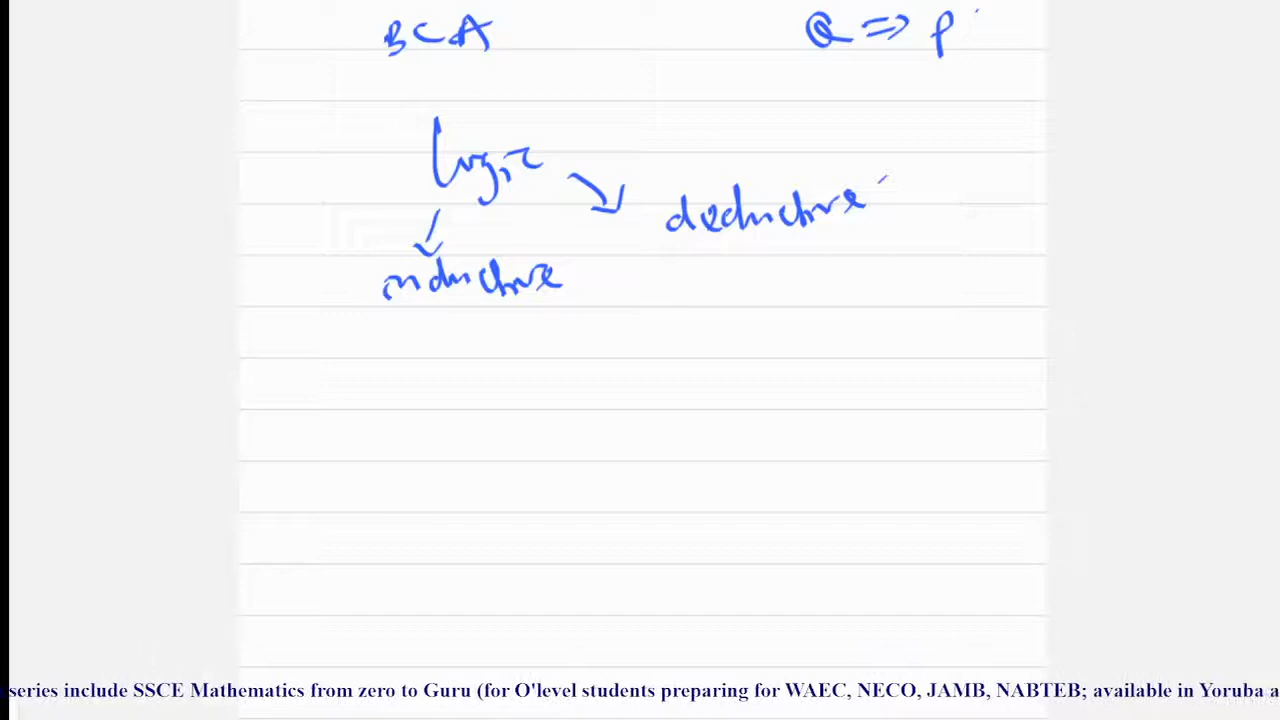 B ⊂ A Q ⇒ P
Logic
deductive
inductive
series include SSCE Mathematics from zero to Guru (for O'level students preparing for WAEC, NECO, JAMB, NABTEB; available in Yoruba a